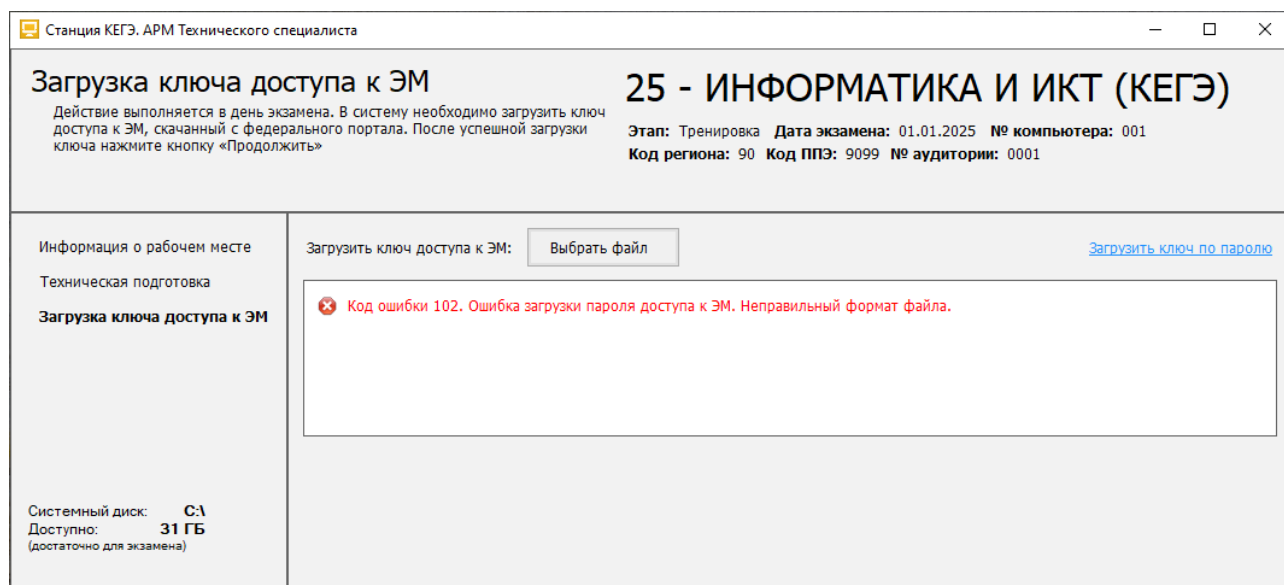 Станция КЕГЭ. АРМ Технического специалиста
Загрузка ключа доступа к ЭМ
Действие выполняется в день экзамена. В систему необходимо загрузить ключ
доступа к ЭМ, скачанный с федерального портала. После успешной загрузки
ключа нажмите кнопку «Продолжить»
25 - ИНФОРМАТИКА И ИКТ (КЕГЭ)
Этап: Тренировка Дата экзамена: 01.01.2025 № компьютера: 001
Код региона: 90 Код ППЭ: 9099 № аудитории: 0001
Информация о рабочем месте
Техническая подготовка
Загрузка ключа доступа к ЭМ
Загрузить ключ доступа к ЭМ: Выбрать файл Загрузить ключ по паролю
Код ошибки 102. Ошибка загрузки пароля доступа к ЭМ. Неправильный формат файла.
Системный диск: C:\
Доступно: 31 ГБ
(достаточно для экзамена)